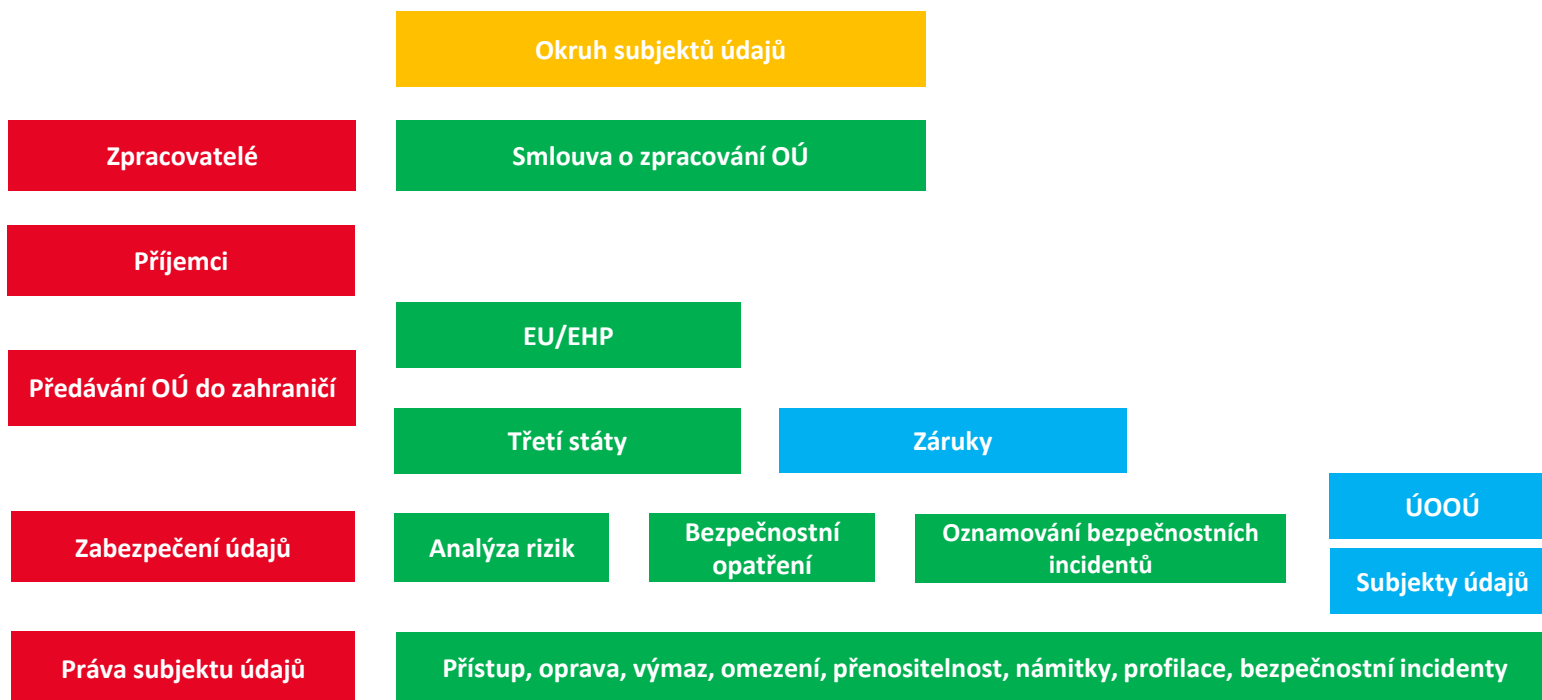 Okruh subjektů údajů
Zpracovatelé
Smlouva o zpracování OÚ
Příjemci
EU/EHP
Předávání OÚ do zahraničí
Třetí státy
Záruky
ÚOOÚ
Zabezpečení údajů
Analýza rizik
Bezpečnostní
opatření
Oznamování bezpečnostních
incidentů
Subjekty údajů
Práva subjektu údajů
Přístup, oprava, výmaz, omezení, přenositelnost, námitky, profilace, bezpečnostní incidenty